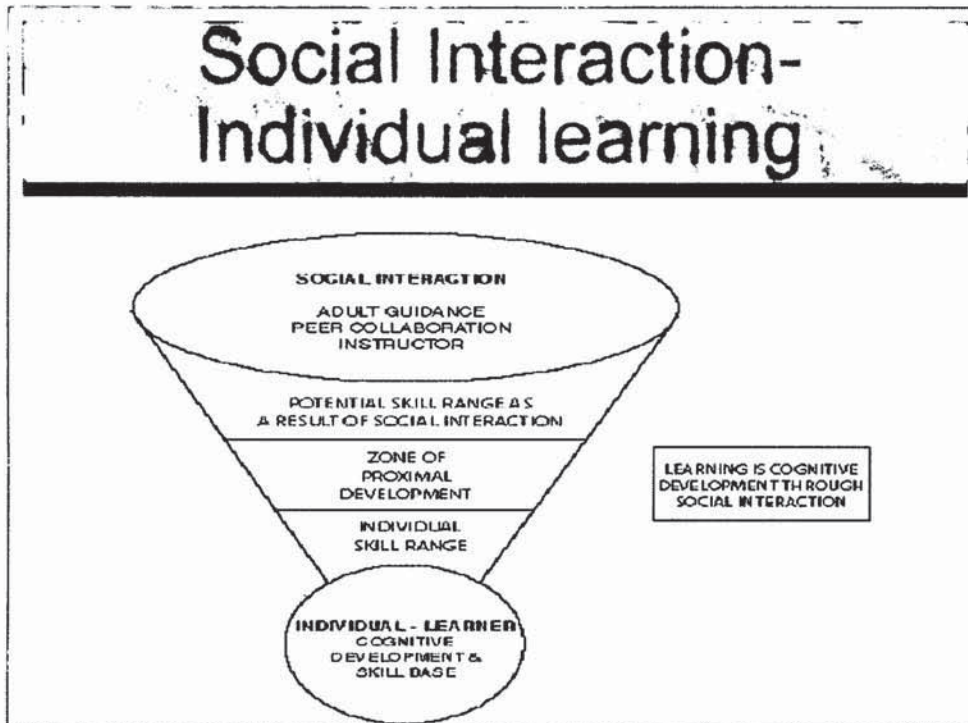 Social Interaction-
Individual learning
SOCIAL INTERACTION
ADULT GUIDANCE
PEER COLLABORATION
INSTRUCTOR
POTENTIAL SKILL RANGE AS
A RESULT OF SOCIAL INTERACTION
ZONE OF
PROXIMAL
DEVELOPMENT
INDIVIDUAL
SKILL RANGE
LEARNING IS COGNITIVE
DEVELOPMENT THROUGH
SOCIAL INTERACTION
INDIVIDUAL - LEARNER
COGNITIVE
DEVELOPMENT &
SKILL BASE